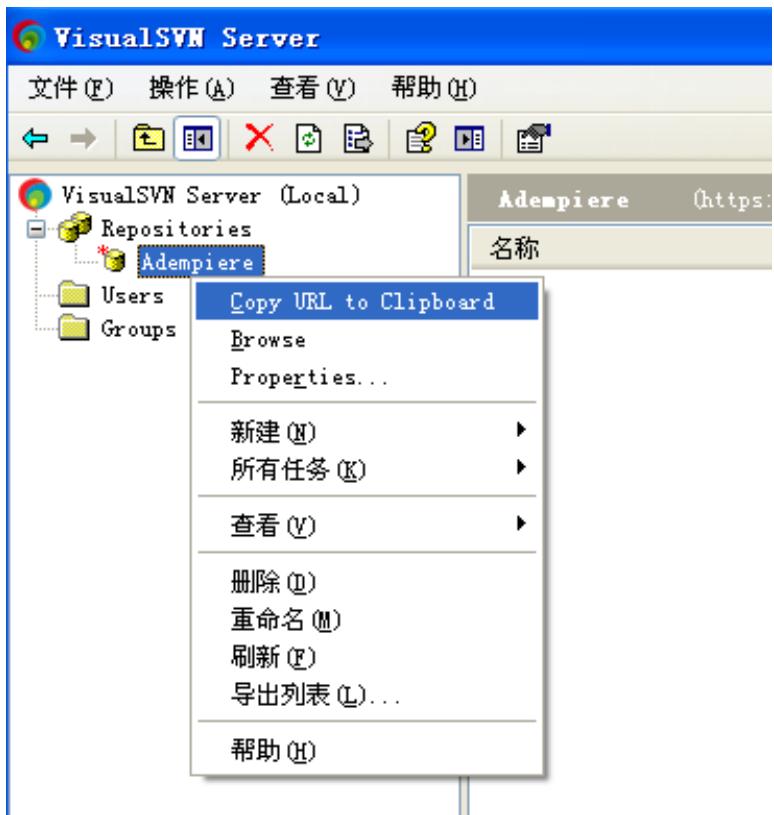 VisualSVN Server
文件(F) 操作(A) 查看(V) 帮助(H)
VisualSVN Server (Local)
Repositories
Adempiere
Users
Groups
Adempiere (https:
名称
Copy URL to Clipboard
Browse
Properties...
新建(N)
所有任务(K)
查看(V)
删除(D)
重命名(M)
刷新(F)
导出列表(L)...
帮助(H)